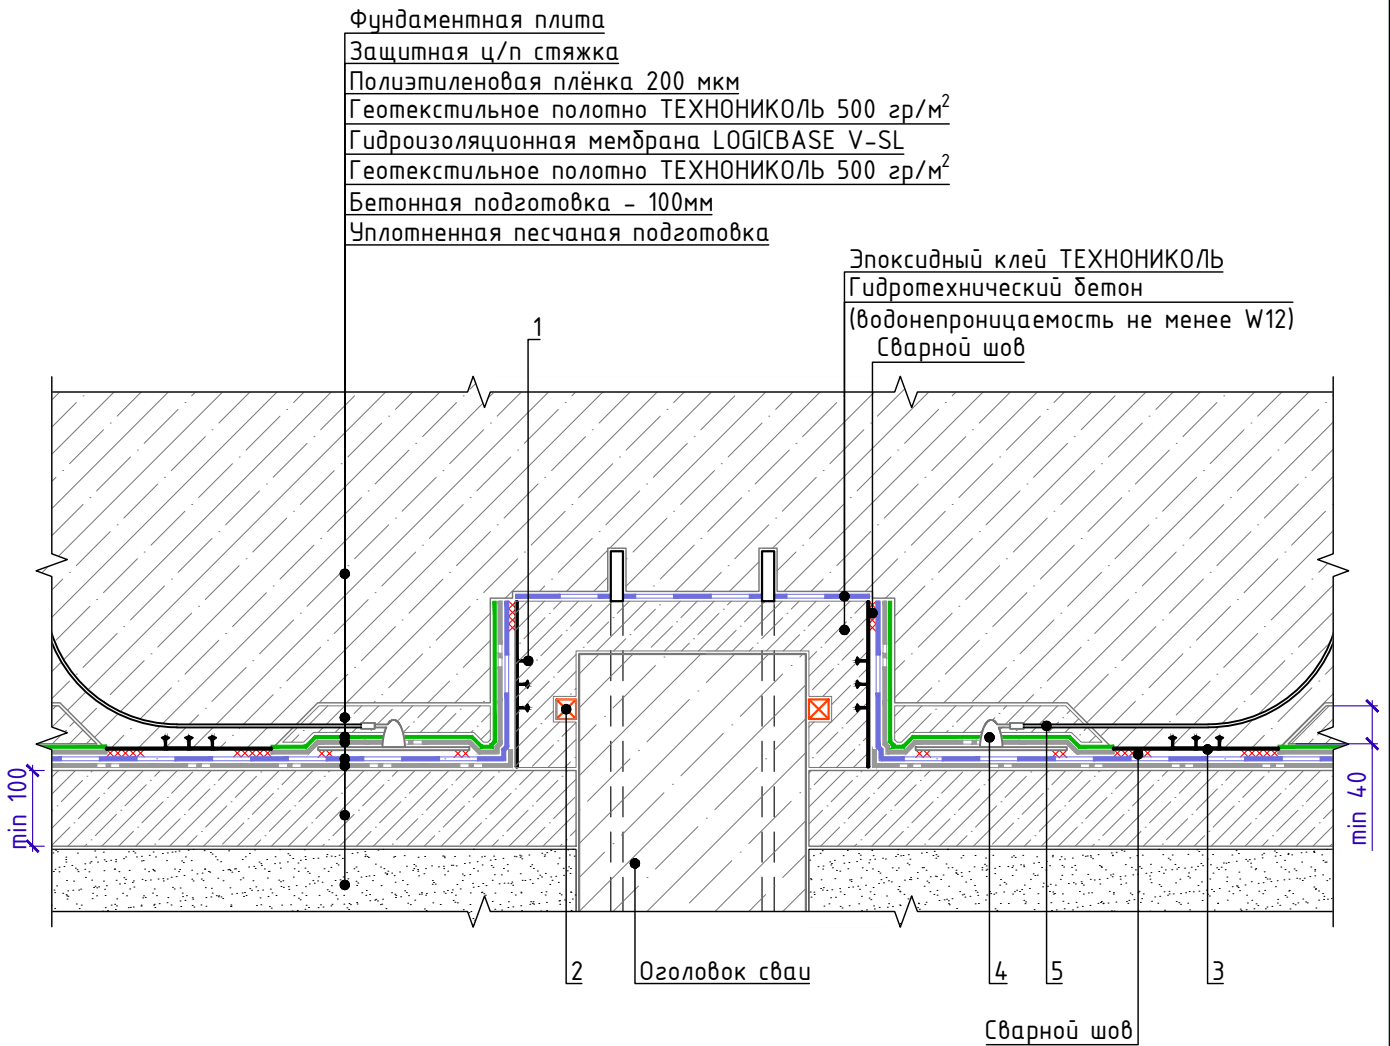 Фундаментная плита
Защитная ц/п стяжка
Полиэтиленовая плёнка 200 мкм
Геотекстильное полотно ТЕХНОНИКОЛЬ 500 гр/м²
Гидроизоляционная мембрана LOGICBASE V-SL
Геотекстильное полотно ТЕХНОНИКОЛЬ 500 гр/м²
Бетонная подготовка - 100мм
Уплотненная песчаная подготовка
Эпоксидный клей ТЕХНОНИКОЛЬ
Гидротехнический бетон
(водонепроницаемость не менее W12)
Сварной шов
1
min 100
min 40
2
Оголовок сваи
4
5
3
Сварной шов